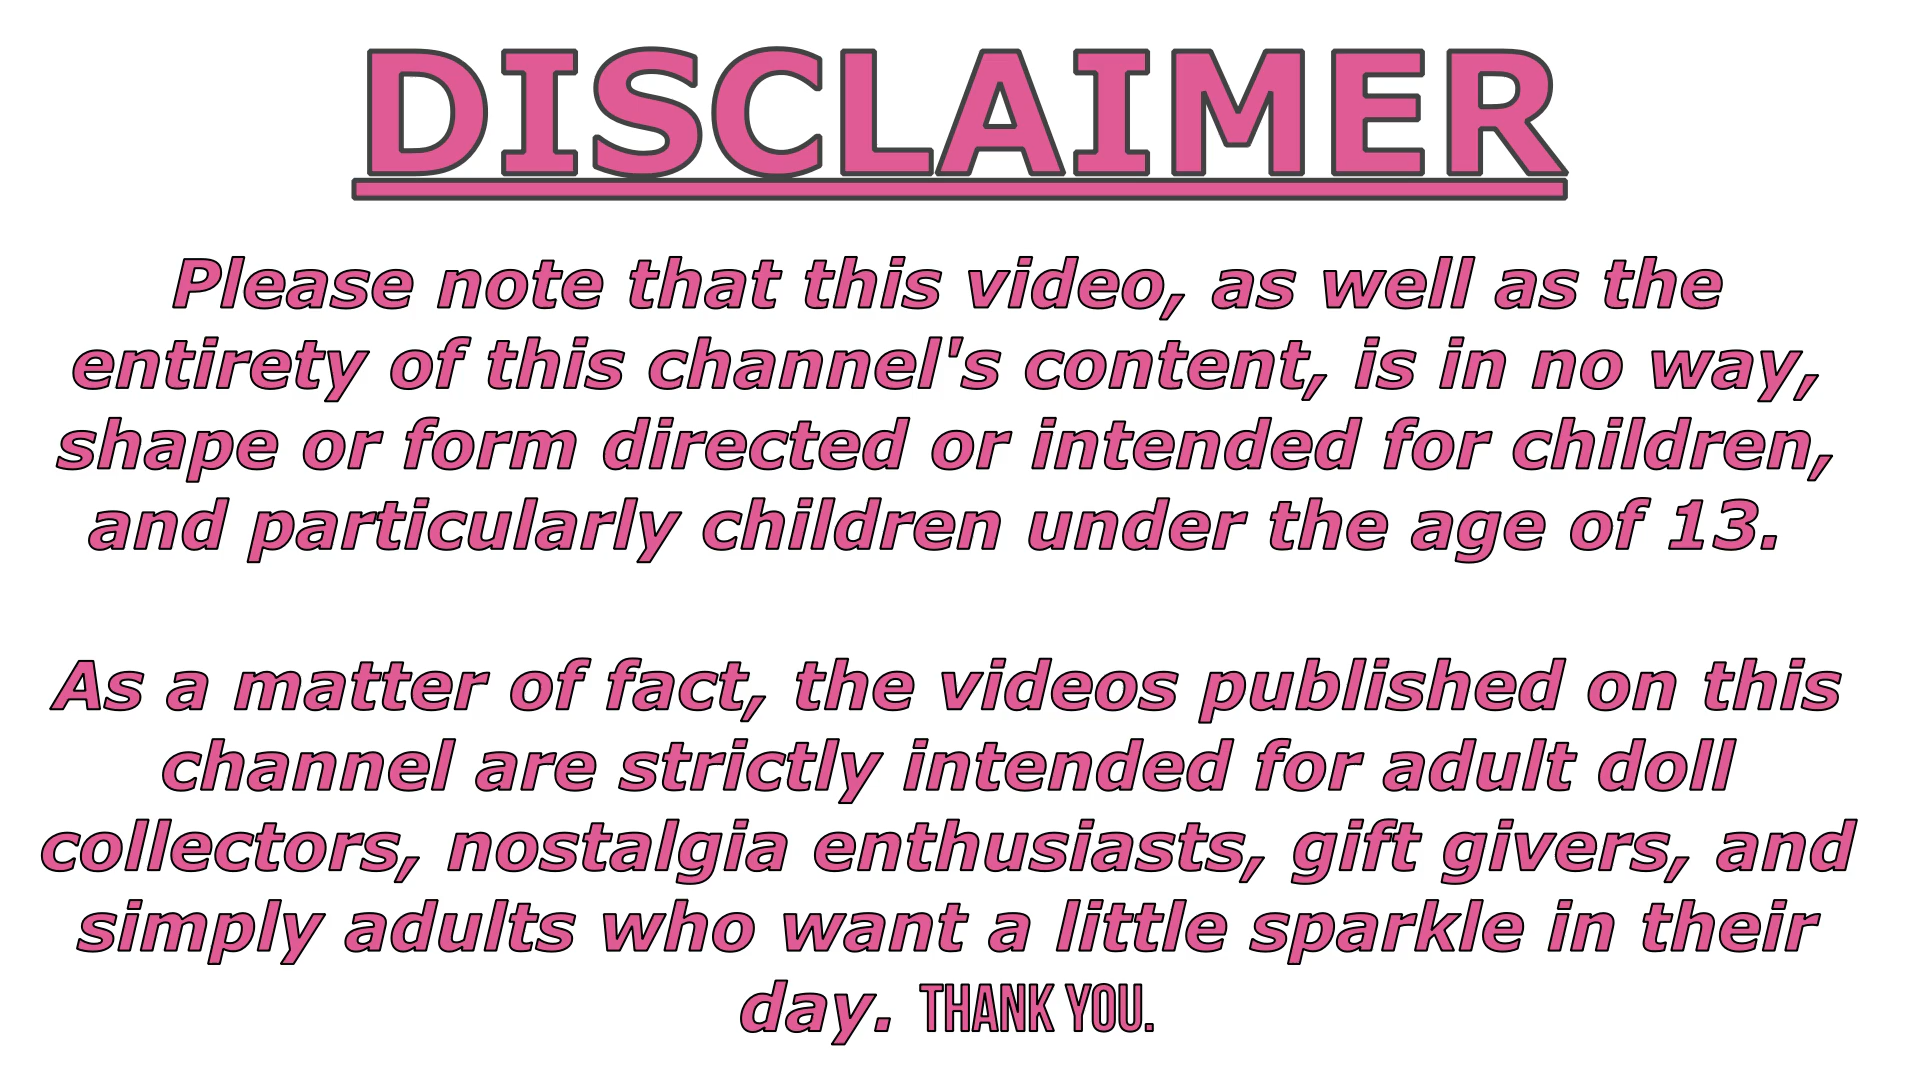 DISCLAIMER
Please note that this video, as well as the
entirety of this channel's content, is in no way,
shape or form directed or intended for children,
and particularly children under the age of 13.
As a matter of fact, the videos published on this
channel are strictly intended for adult doll
collectors, nostalgia enthusiasts, gift givers, and
simply adults who want a little sparkle in their
day. THANK YOU.